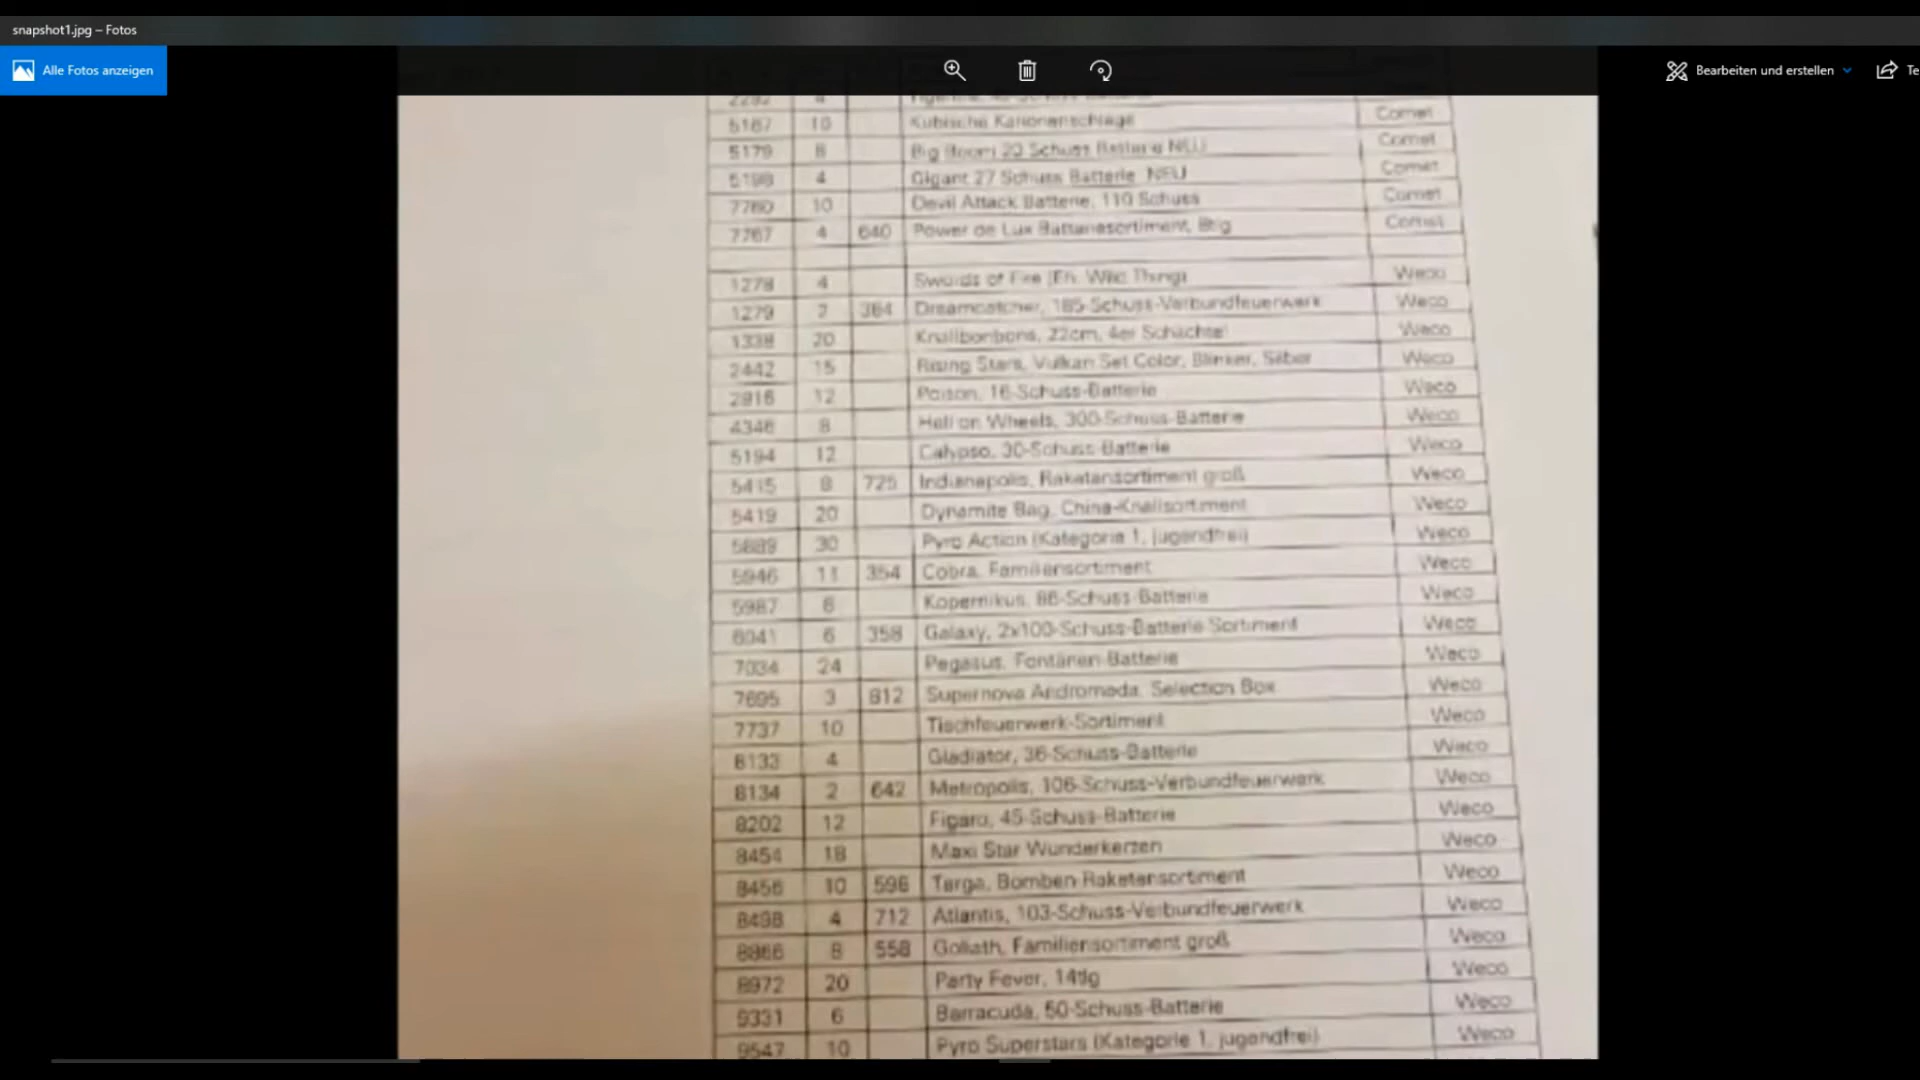 snapshot1.jpg – Fotos
Alle Fotos anzeigen
Bearbeiten und erstellen
Te
5167 10 Kubische Kanonenschläge Comet
5179 8 Big Boom 20 Schuss Batterie NEU Comet
5198 4 Gigant 27 Schuss Batterie NEU Comet
7760 10 Devil Attack Batterie, 110 Schuss Comet
7767 4 640 Power de Lux Batteriesortiment, 8tlg Comet
1278 4 Swords of Fire (Eh. Wild Thing) Weco
1279 2 364 Dreamcatcher, 185-Schuss-Verbundfeuerwerk Weco
1338 20 Knallbonbons, 22cm, 4er Schachtel Weco
2442 15 Rising Stars, Vulkan Set Color, Blinker, Silber Weco
2816 12 Poison, 16-Schuss-Batterie Weco
4346 8 Hell on Wheels, 300-Schuss-Batterie Weco
5194 12 Calypso, 30-Schuss-Batterie Weco
5415 8 725 Indianapolis, Raketensortiment groß Weco
5419 20 Dynamite Bag, China-Knallsortiment Weco
30 Pyro Action (Kategorie 1, jugendfrei) Weco
5946 11 354 Cobra, Familiensortiment Weco
5987 Kopernikus, 86-Schuss-Batterie Weco
6041 6 358 Galaxy, 2x100-Schuss-Batterie Sortiment Weco
7034 24 Pegasus, Fontänen-Batterie Weco
7695 3 812 Supernova Andromeda, Selection Box Weco
7737 10 Tischfeuerwerk-Sortiment Weco
8133 4 Gladiator, 36-Schuss-Batterie Weco
8134 2 642 Metropolis, 106-Schuss-Verbundfeuerwerk Weco
8202 12 Figaro, 45-Schuss-Batterie Weco
8454 18 Maxi Star Wunderkerzen Weco
8456 10 596 Targa, Bomben-Raketensortiment Weco
8498 4 712 Atlantis, 103-Schuss-Verbundfeuerwerk Weco
8966 8 558 Goliath, Familiensortiment groß Weco
8972 20 Party Fever, 14tlg Weco
9331 6 Barracuda, 50-Schuss-Batterie Weco
9547 10 Pyro Superstars (Kategorie 1, jugendfrei) Weco